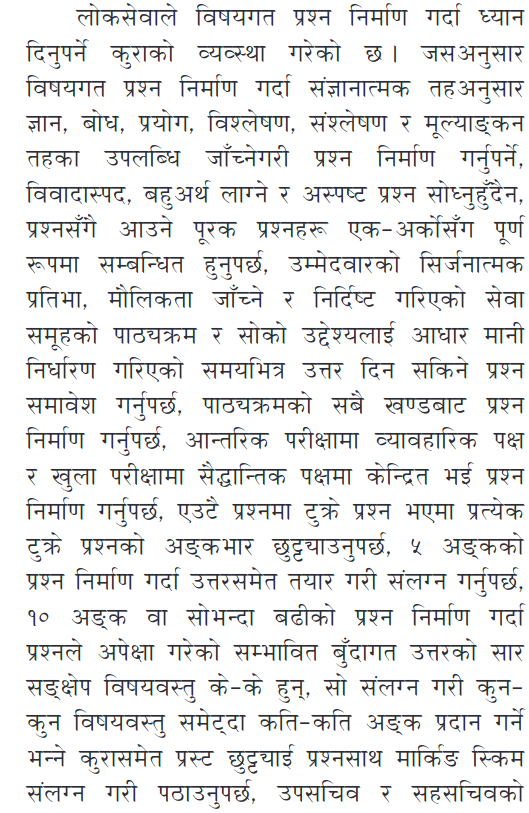 लोकसेवाले विषयगत प्रश्न निर्माण गर्दा ध्यान
दिनुपर्ने कुराको व्यवस्था गरेको छ । जसअनुसार
विषयगत प्रश्न निर्माण गर्दा संज्ञानात्मक तहअनुसार
ज्ञान, बोध, प्रयोग, विश्लेषण, संश्लेषण र मूल्याङ्कन
तहका उपलब्धि जाँच्नेगरी प्रश्न निर्माण गर्नुपर्ने,
विवादास्पद, बहुअर्थ लाग्ने र अस्पष्ट प्रश्न सोध्नुहुँदैन,
प्रश्नसँगै आउने पूरक प्रश्नहरू एक–अर्कोसँग पूर्ण
रूपमा सम्बन्धित हुनुपर्छ, उम्मेदवारको सिर्जनात्मक
प्रतिभा, मौलिकता जाँच्ने र निर्दिष्ट गरिएको सेवा
समूहको पाठ्यक्रम र सोको उद्देश्यलाई आधार मानी
निर्धारण गरिएको समयभित्र उत्तर दिन सकिने प्रश्न
समावेश गर्नुपर्छ, पाठ्यक्रमको सबै खण्डबाट प्रश्न
निर्माण गर्नुपर्छ, आन्तरिक परीक्षामा व्यावहारिक पक्ष
र खुला परीक्षामा सैद्धान्तिक पक्षमा केन्द्रित भई प्रश्न
निर्माण गर्नुपर्छ, एउटै प्रश्नमा टुक्रे प्रश्न भएमा प्रत्येक
टुक्रे प्रश्नको अङ्कभार छुट्ट्याउनुपर्छ, ५ अङ्कको
प्रश्न निर्माण गर्दा उत्तरसमेत तयार गरी संलग्न गर्नुपर्छ,
१० अङ्क वा सोभन्दा बढीको प्रश्न निर्माण गर्दा
प्रश्नले अपेक्षा गरेको सम्भावित बुँदागत उत्तरको सार
सङ्क्षेप विषयवस्तु के–के हुन्, सो संलग्न गरी कुन–
कुन विषयवस्तु समेट्दा कति–कति अङ्क प्रदान गर्ने
भन्ने कुरासमेत प्रस्ट छुट्ट्याई प्रश्नसाथ मार्किङ स्किम
संलग्न गरी पठाउनुपर्छ, उपसचिव र सहसचिवको